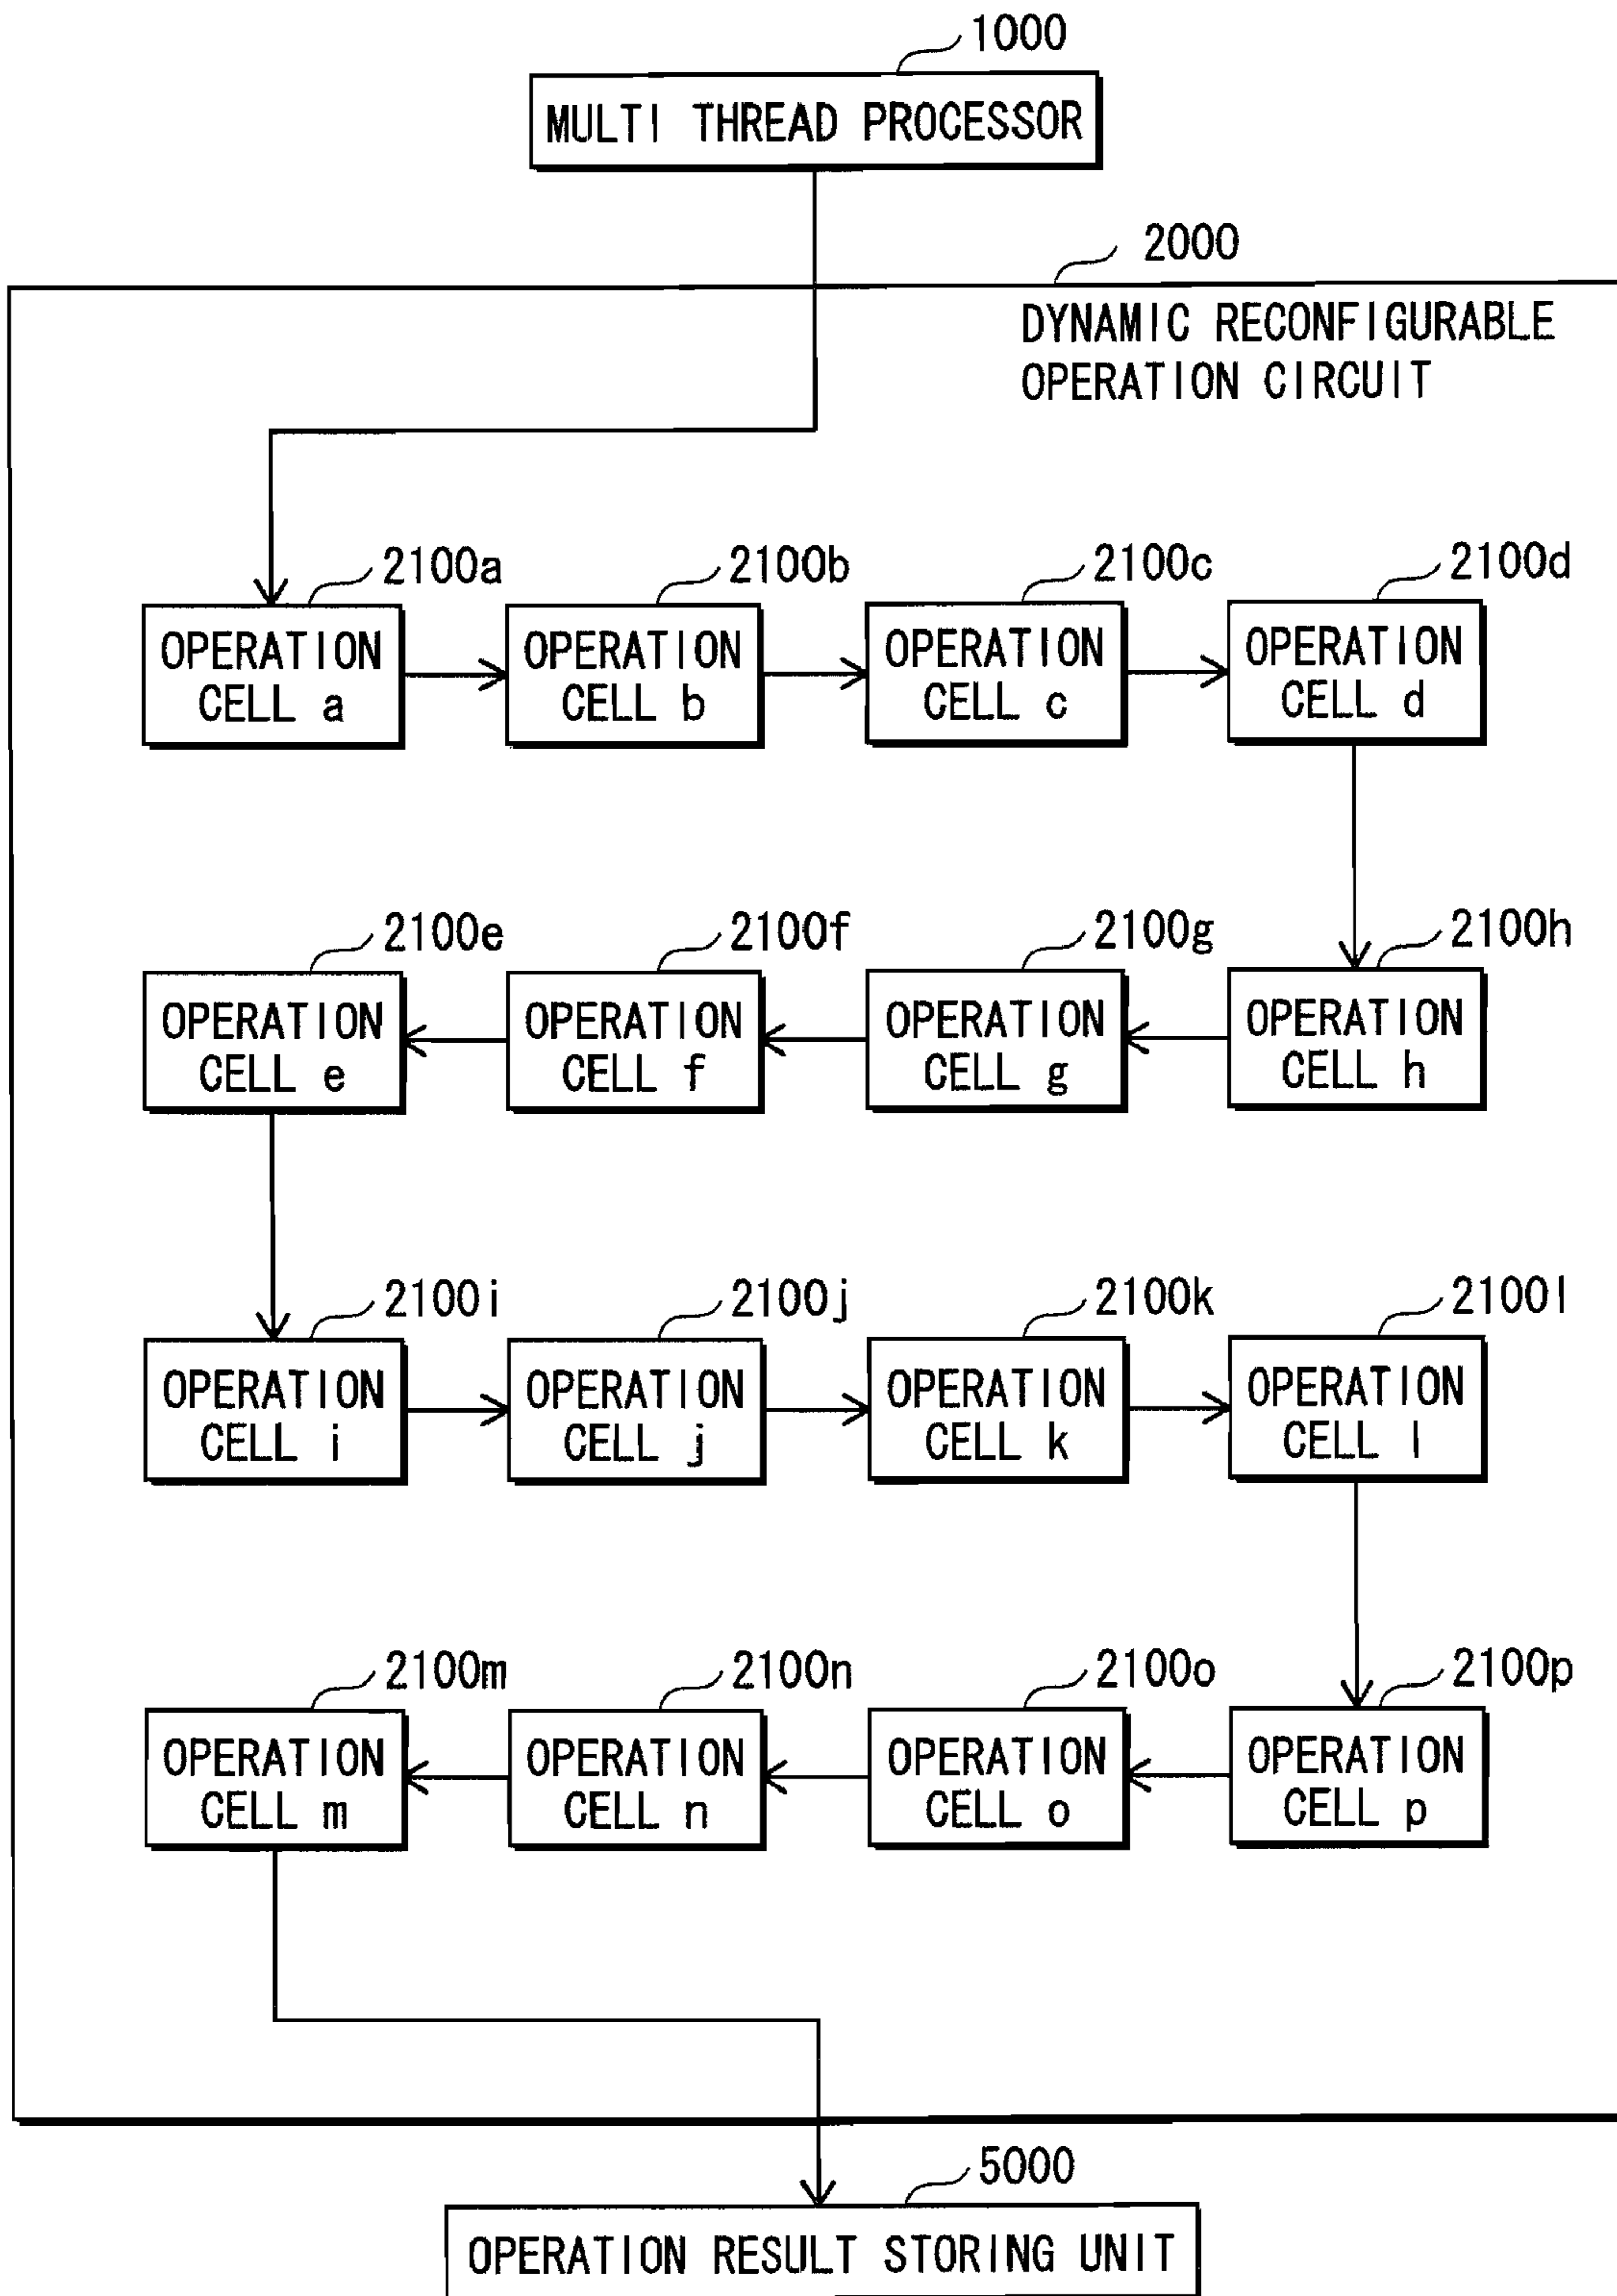 1000
MULTI THREAD PROCESSOR
2000
DYNAMIC RECONFIGURABLE
OPERATION CIRCUIT
2100a
2100b
2100c
2100d
OPERATION
CELL a
OPERATION
CELL b
OPERATION
CELL c
OPERATION
CELL d
2100e
2100f
2100g
2100h
OPERATION
CELL e
OPERATION
CELL f
OPERATION
CELL g
OPERATION
CELL h
2100i
2100j
2100k
2100l
OPERATION
CELL i
OPERATION
CELL j
OPERATION
CELL k
OPERATION
CELL l
2100m
2100n
2100o
2100p
OPERATION
CELL m
OPERATION
CELL n
OPERATION
CELL o
OPERATION
CELL p
5000
OPERATION RESULT STORING UNIT